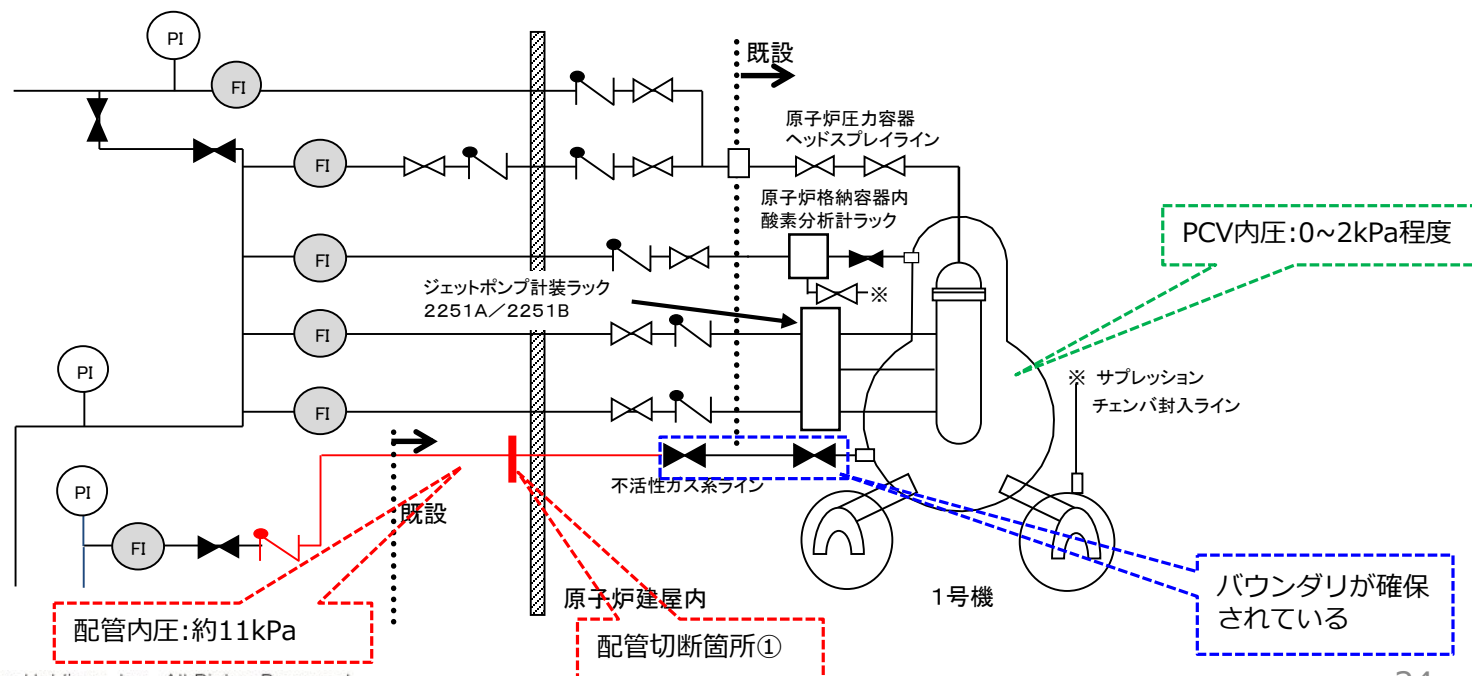 PI
FI
既設
原子炉圧力容器
ヘッドスプレイライン
FI
原子炉格納容器内
酸素分析計ラック
PCV内圧:0~2kPa程度
FI
ジェットポンプ計装ラック
2251A／2251B
※
FI
PI
※ サプレッション
チェンバ封入ライン
FI
PI
不活性ガス系ライン
既設
FI
原子炉建屋内
1号機
バウンダリが確保
されている
配管内圧:約11kPa
配管切断箇所①